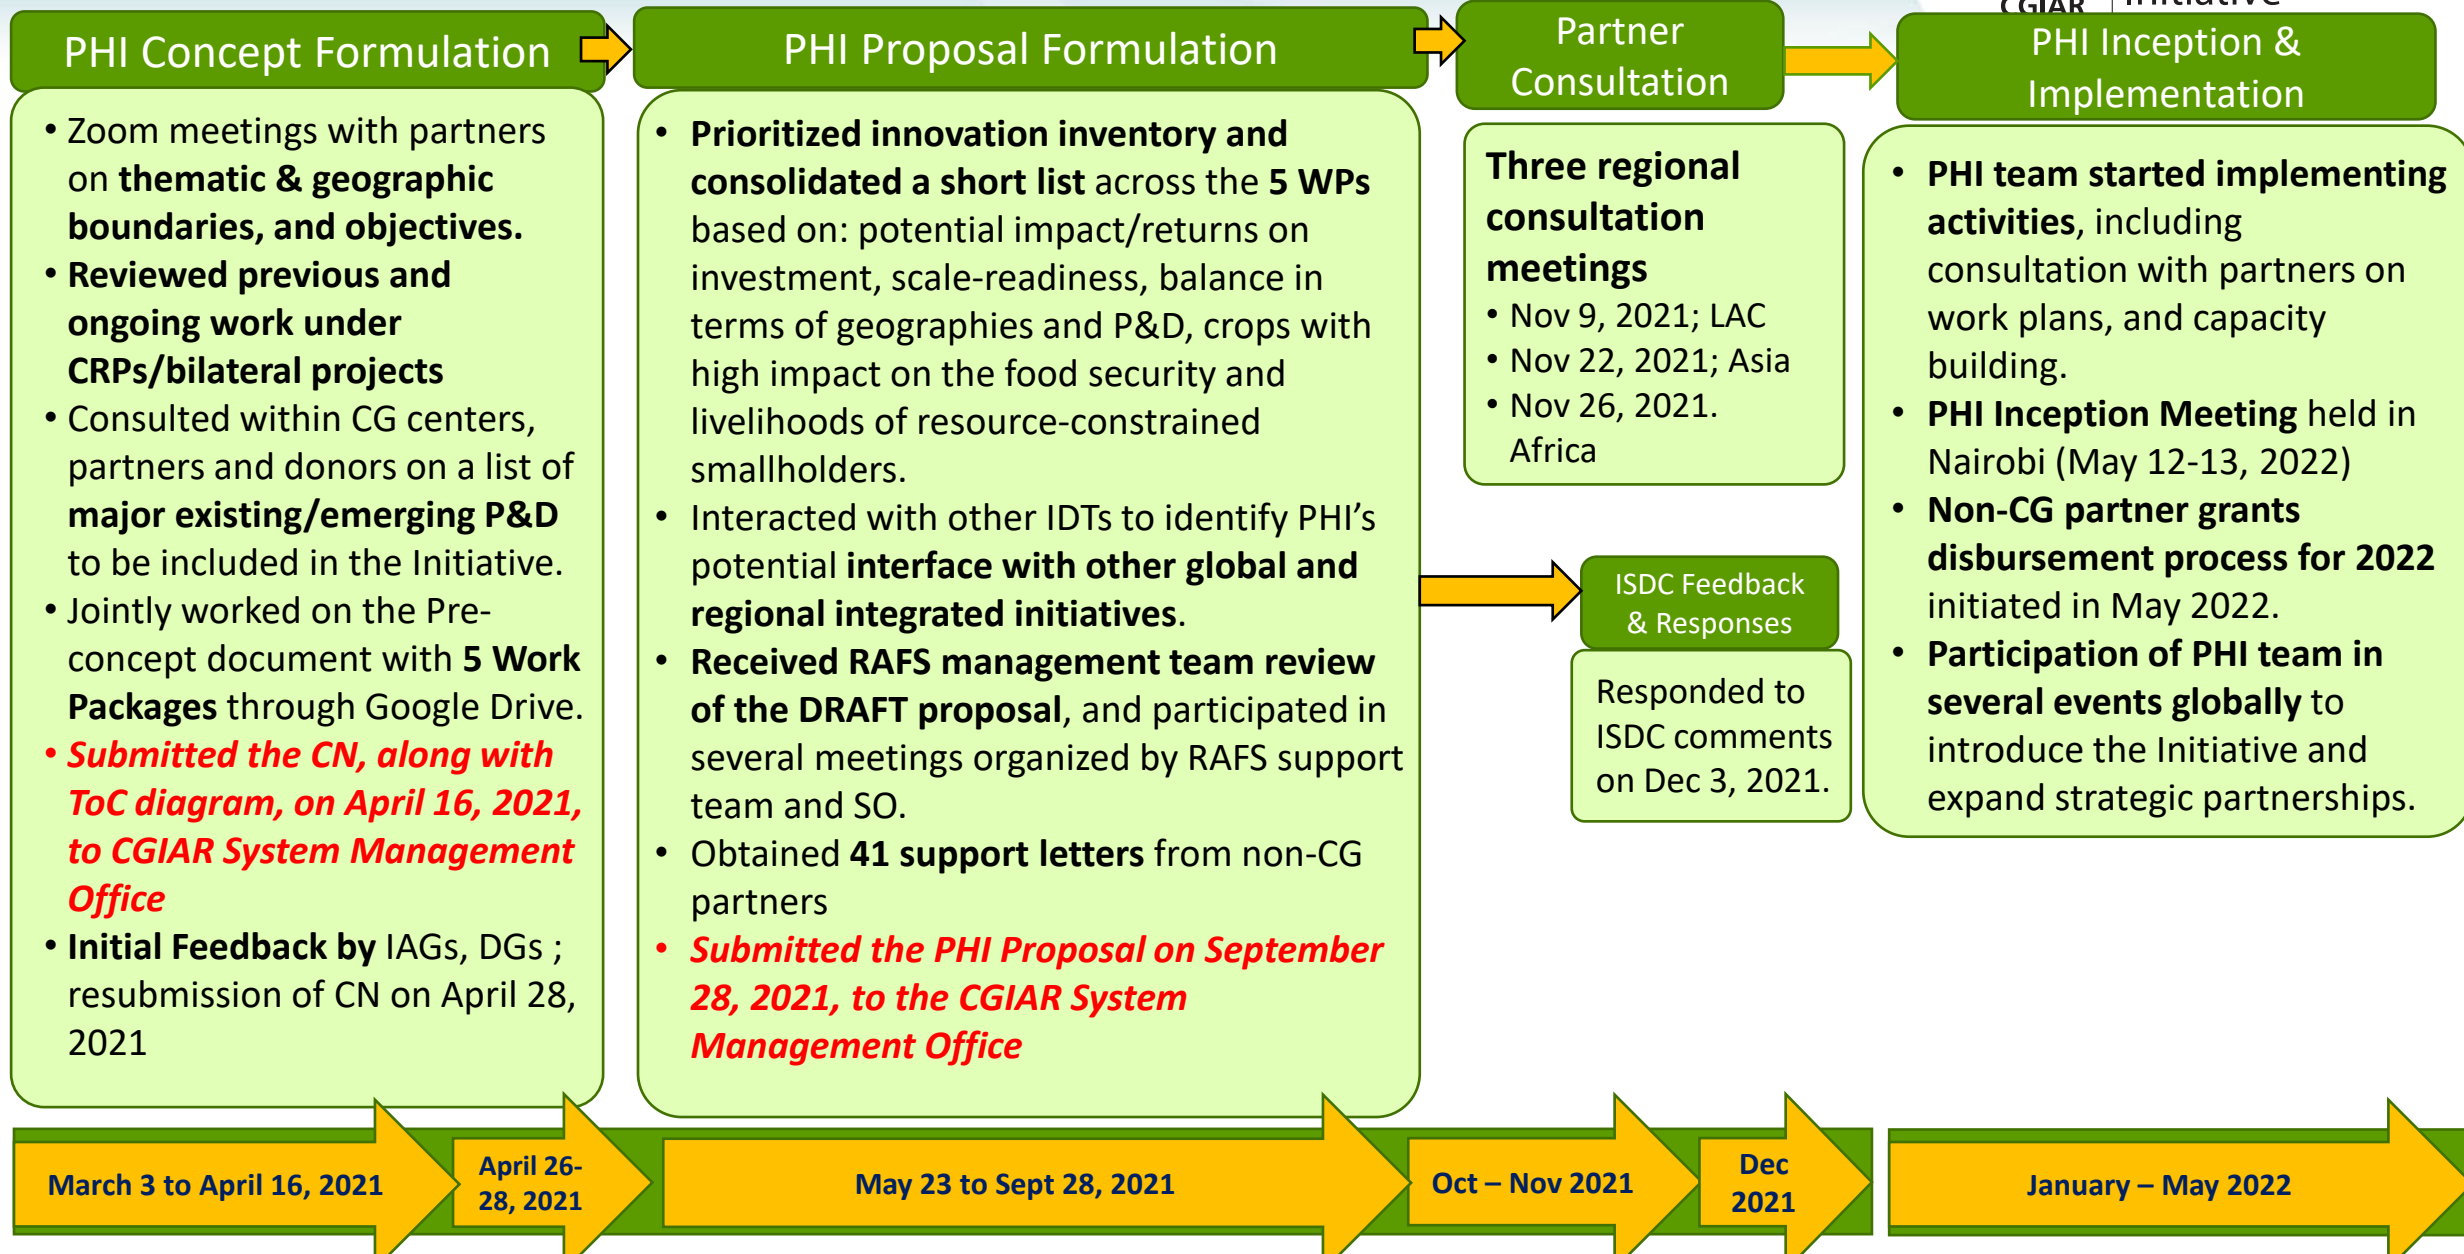 CGIAR Initiative
PHI Concept Formulation
• Zoom meetings with partners
on thematic & geographic
boundaries, and objectives.
• Reviewed previous and
ongoing work under
CRPs/bilateral projects
• Consulted within CG centers,
partners and donors on a list of
major existing/emerging P&D
to be included in the Initiative.
• Jointly worked on the Pre-
concept document with 5 Work
Packages through Google Drive.
• Submitted the CN, along with
ToC diagram, on April 16, 2021,
to CGIAR System Management
Office
• Initial Feedback by IAGs, DGs ;
resubmission of CN on April 28,
2021
PHI Proposal Formulation
• Prioritized innovation inventory and
consolidated a short list across the 5 WPs
based on: potential impact/returns on
investment, scale-readiness, balance in
terms of geographies and P&D, crops with
high impact on the food security and
livelihoods of resource-constrained
smallholders.
• Interacted with other IDTs to identify PHI’s
potential interface with other global and
regional integrated initiatives.
• Received RAFS management team review
of the DRAFT proposal, and participated in
several meetings organized by RAFS support
team and SO.
• Obtained 41 support letters from non-CG
partners
• Submitted the PHI Proposal on September
28, 2021, to the CGIAR System
Management Office
Partner
Consultation
Three regional
consultation
meetings
• Nov 9, 2021; LAC
• Nov 22, 2021; Asia
• Nov 26, 2021.
Africa
ISDC Feedback
& Responses
Responded to
ISDC comments
on Dec 3, 2021.
PHI Inception &
Implementation
• PHI team started implementing
activities, including
consultation with partners on
work plans, and capacity
building.
• PHI Inception Meeting held in
Nairobi (May 12-13, 2022)
• Non-CG partner grants
disbursement process for 2022
initiated in May 2022.
• Participation of PHI team in
several events globally to
introduce the Initiative and
expand strategic partnerships.
March 3 to April 16, 2021
April 26-
28, 2021
May 23 to Sept 28, 2021
Oct – Nov 2021
Dec
2021
January – May 2022